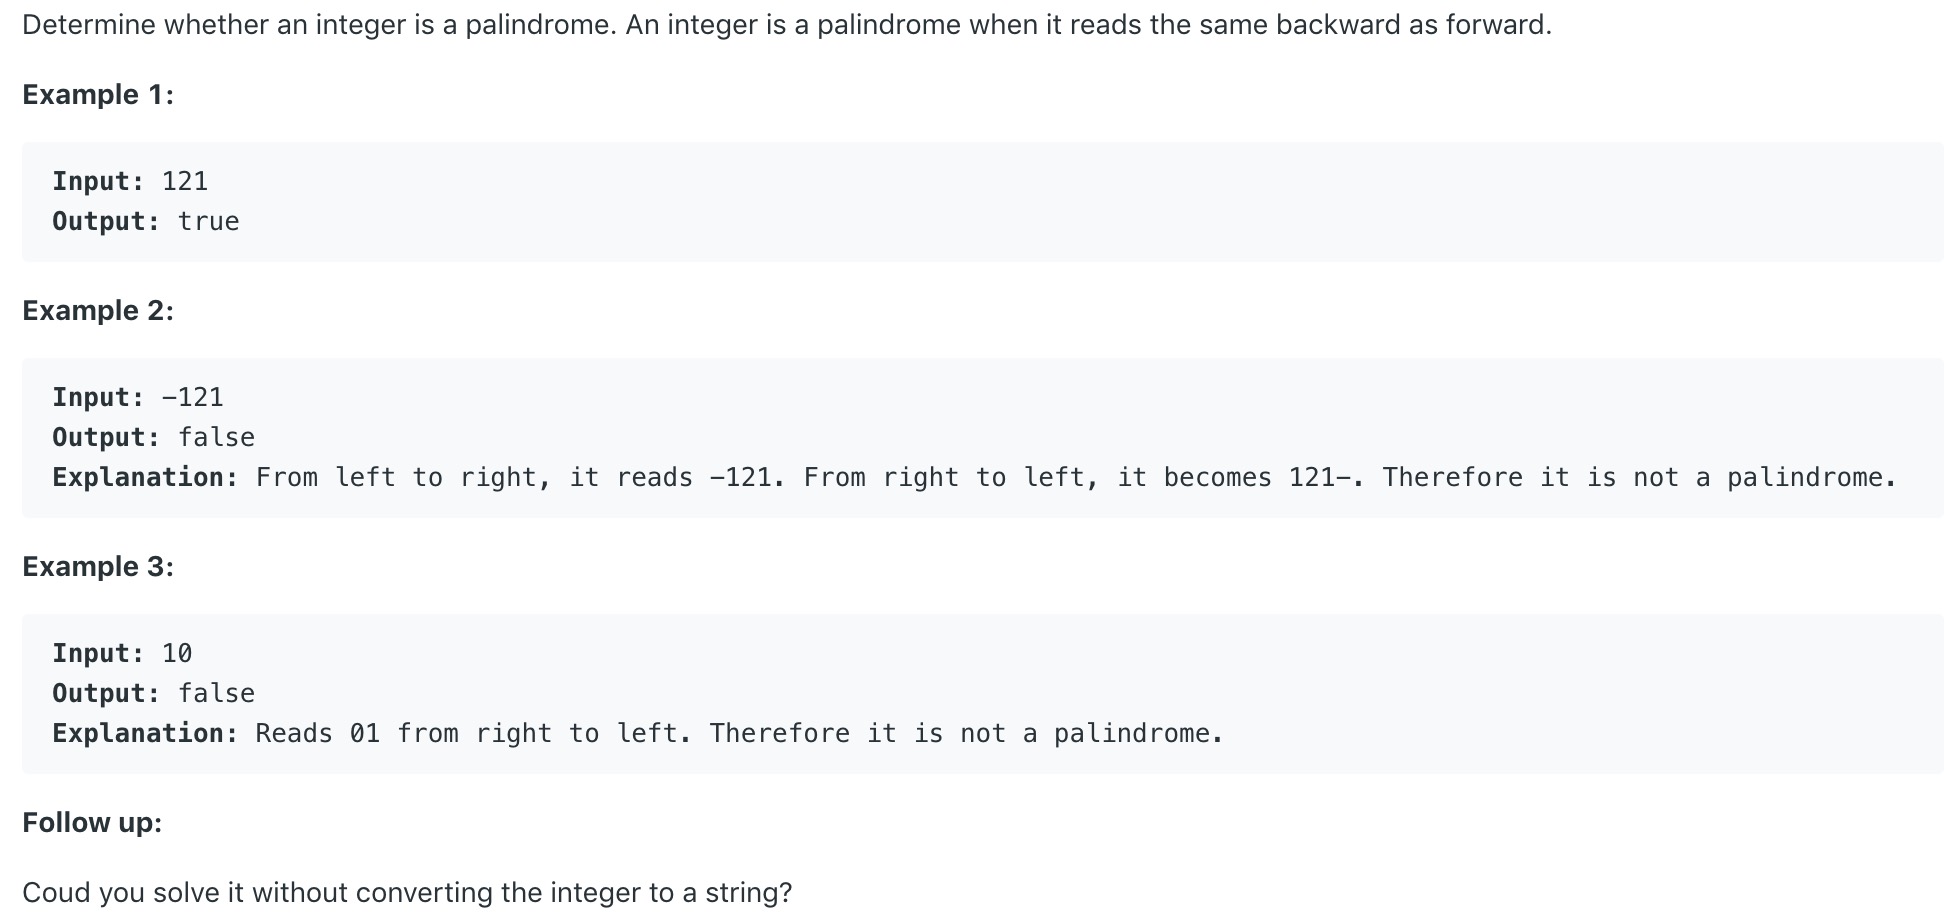 Determine whether an integer is a palindrome. An integer is a palindrome when it reads the same backward as forward.
Example 1:
Input: 121
Output: true
Example 2:
Input: -121
Output: false
Explanation: From left to right, it reads -121. From right to left, it becomes 121-. Therefore it is not a palindrome.
Example 3:
Input: 10
Output: false
Explanation: Reads 01 from right to left. Therefore it is not a palindrome.
Follow up:
Coud you solve it without converting the integer to a string?